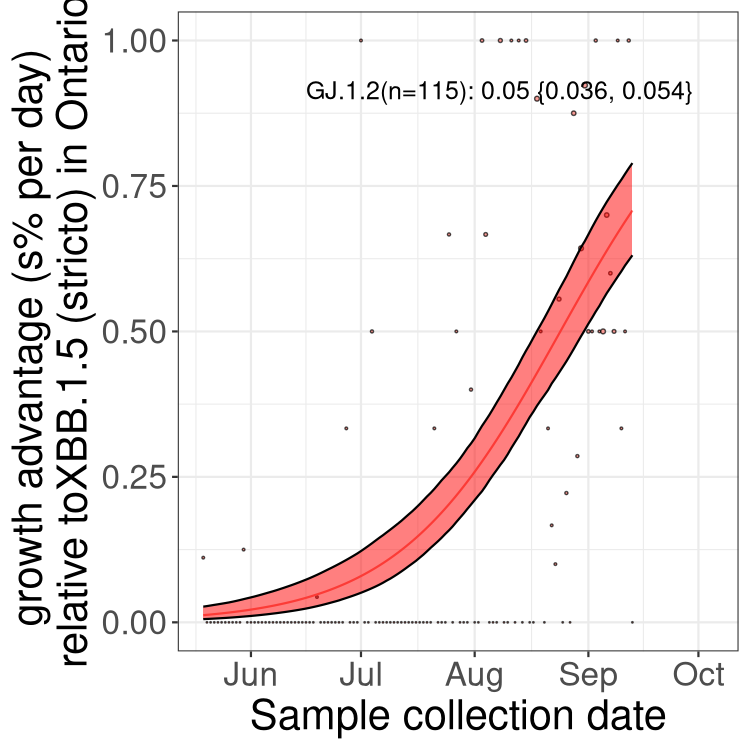 growth advantage (s% per day)
relative toXBB.1.5 (stricto) in Ontario
1.00
0.75
0.50
0.25
0.00
GJ.1.2(n=115): 0.05 {0.036, 0.054}
Jun
Jul
Aug
Sep
Oct
Sample collection date